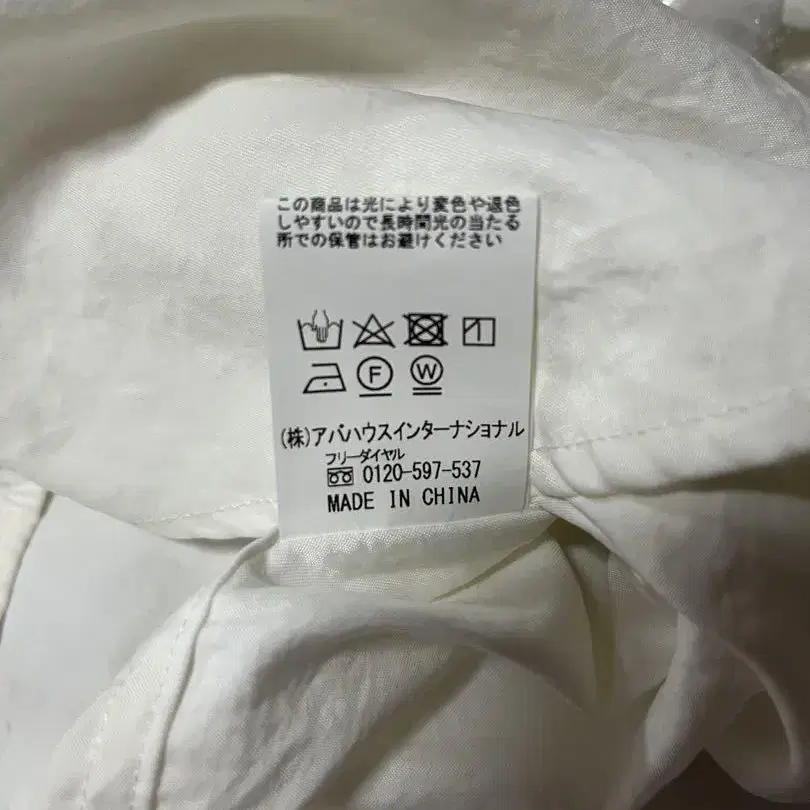 この商品は光により変色や退色
しやすいので長時間光の当たる
所での保管はお避けください
F W
(株)アバハウスインターナショナル
フリーダイヤル
0120-597-537
MADE IN CHINA